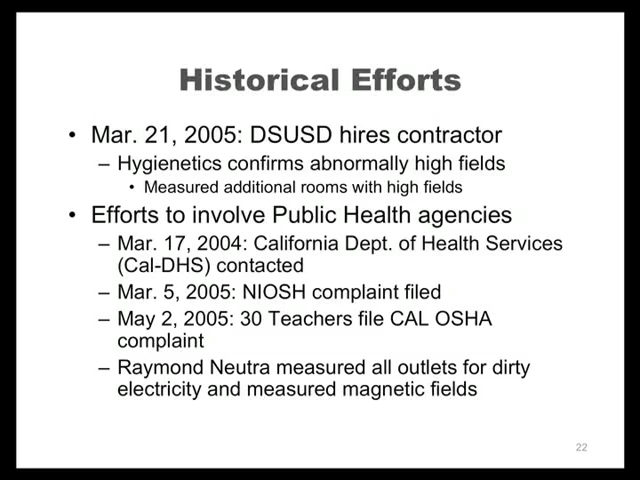 Historical Efforts
• Mar. 21, 2005: DSUSD hires contractor
– Hygienetics confirms abnormally high fields
• Measured additional rooms with high fields
• Efforts to involve Public Health agencies
– Mar. 17, 2004: California Dept. of Health Services
(Cal-DHS) contacted
– Mar. 5, 2005: NIOSH complaint filed
– May 2, 2005: 30 Teachers file CAL OSHA
complaint
– Raymond Neutra measured all outlets for dirty
electricity and measured magnetic fields
22